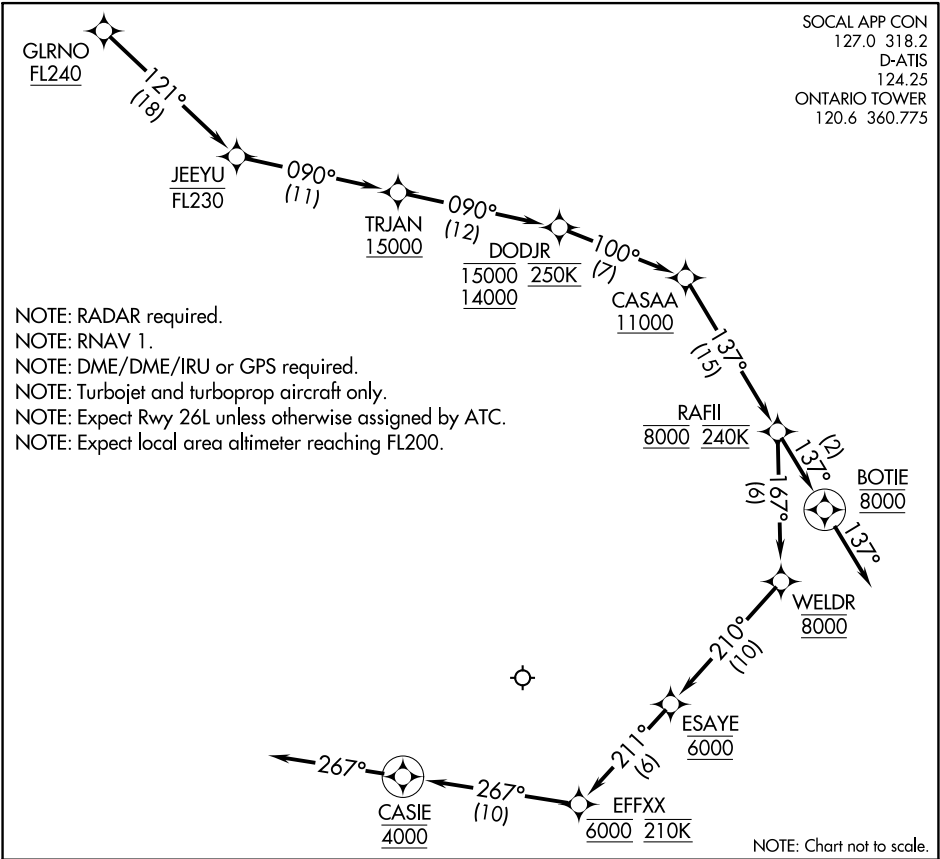 SOCAL APP CON
127.0 318.2
D-ATIS
124.25
ONTARIO TOWER
120.6 360.775
GLRNO
FL240
121°
(18)
JEEYU
FL230
090°
(11)
TRJAN
15000
090°
(12)
DODJR
15000 250K
14000
100°
(7)
CASAA
11000
137°
(15)
NOTE: RADAR required.
NOTE: RNAV 1.
NOTE: DME/DME/IRU or GPS required.
NOTE: Turbojet and turboprop aircraft only.
NOTE: Expect Rwy 26L unless otherwise assigned by ATC.
NOTE: Expect local area altimeter reaching FL200.
RAFII
8000 240K
(2)
137°
BOTIE
8000
137°
167°
(6)
WELDR
8000
210°
(10)
ESAYE
6000
211°
(6)
EFFXX
6000 210K
267°
(10)
CASIE
4000
267°
NOTE: Chart not to scale.